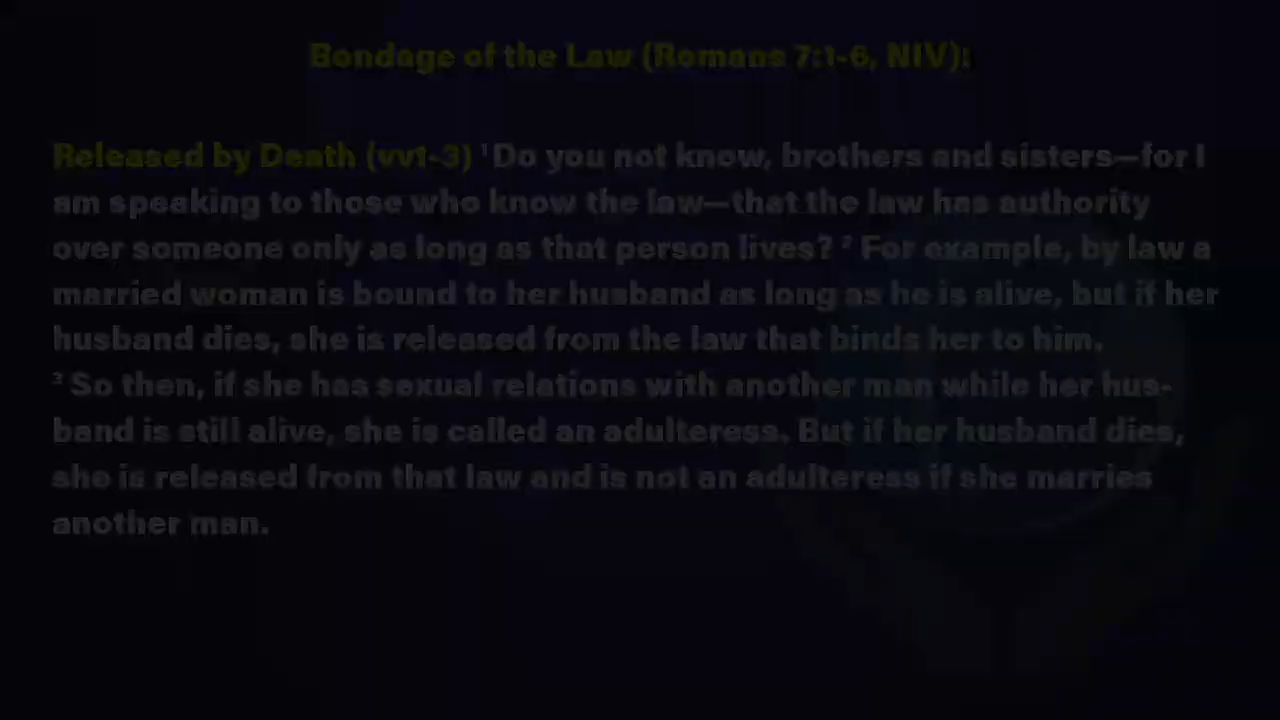 Bondage of the Law (Romans 7:1-6, NIV):
Released by Death (vv1-3) ¹ Do you not know, brothers and sisters—for I
am speaking to those who know the law—that the law has authority
over someone only as long as that person lives? ² For example, by law a
married woman is bound to her husband as long as he is alive, but if her
husband dies, she is released from the law that binds her to him.
³ So then, if she has sexual relations with another man while her hus-
band is still alive, she is called an adulteress. But if her husband dies,
she is released from that law and is not an adulteress if she marries
another man.